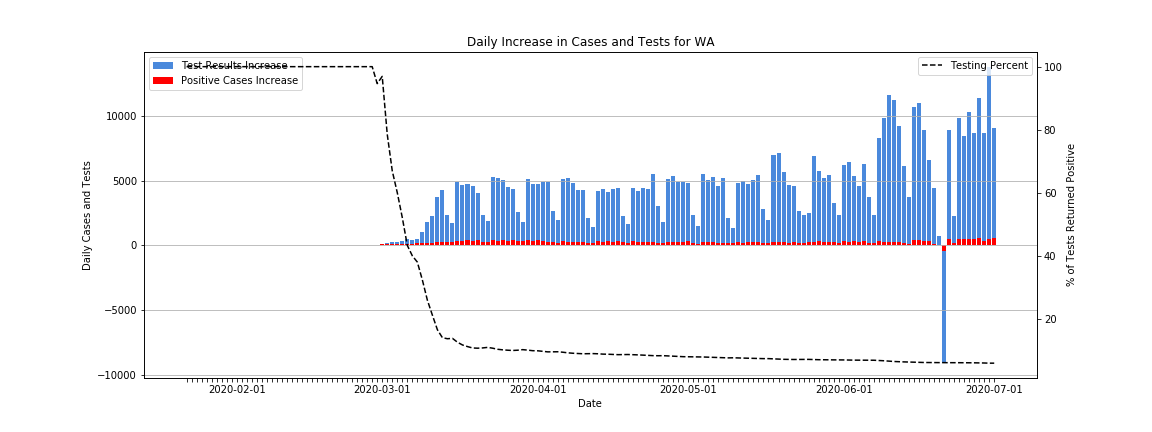 Daily Increase in Cases and Tests for WA
Test Results Increase
Positive Cases Increase
Testing Percent
10000
5000
0
−5000
−10000
100
80
60
40
20
Daily Cases and Tests
% of Tests Returned Positive
2020-02-01
2020-03-01
2020-04-01
2020-05-01
2020-06-01
2020-07-01
Date